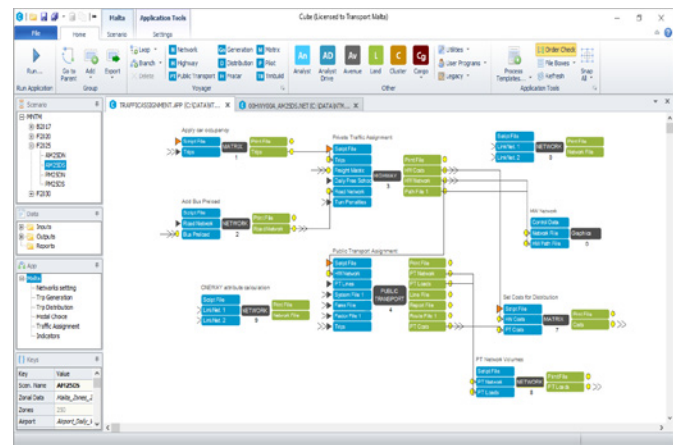 Malta Application Tools Cube (Licensed to Transport Malta)
File Home Scenario Settings
Run... Go to Parent Add Export
Loop Branch Delete
Network Generation Matrix
Highway Distribution Pilot
Public Transport Fratar
Analyst Analyst Drive Avenue Land Cluster Cargo
Utilities User Programs Legacy
Process Templates... Order Check File Boxes Refresh Snap All
Run Application Group Voyager Other Application Tools
Scenario
MNTM
B2017
F2020
F2025
AM25DN
AM25DS
PM25DN
PM25DS
F2030
Data
Inputs
Outputs
Reports
App
Malta
Networks setting
Trip Generation
Trip Distribution
Modal Choice
Traffic Assignment
Indicators
Keys
Key Value
Scen. Name AM25DS
Zonal Data
Zones 250
Airport
TRAFFICASSIGNMENT.APP
Apply car occupancy
Script File Print File
Trips MATRIX Trips
1
Private Traffic Assignment
Script File
Trips Print File
HIGHWAY
3
Road Network HW Network
Turn Penalties Path File 1
Script File Print File
Link/Net. 1 NETWORK Network File
Link/Net. 2
Add Bus Preload
Script File Print File
Road Network NETWORK Road Network
Bus Preload 2
HW Network
Control Data
Network File Graphics
HW Path File
Public Transport Assignment
Script File Print File
HW Network PT Network
PT Lines PT Loads
System File 1 Line File
Fare File PUBLIC TRANSPORT Report File
Factor File 1 4 Route File 1
Trips PT Costs
ONEWAY attribute calculation
Script File Print File
Link/Net. 1 NETWORK Network File
Link/Net. 2
Get Costs for Distribution
Script File Print File
HW Costs MATRIX Costs
PT Costs 7
PT Network Volumes
Script File Print File
PT Network NETWORK PT Loads
PT Loads